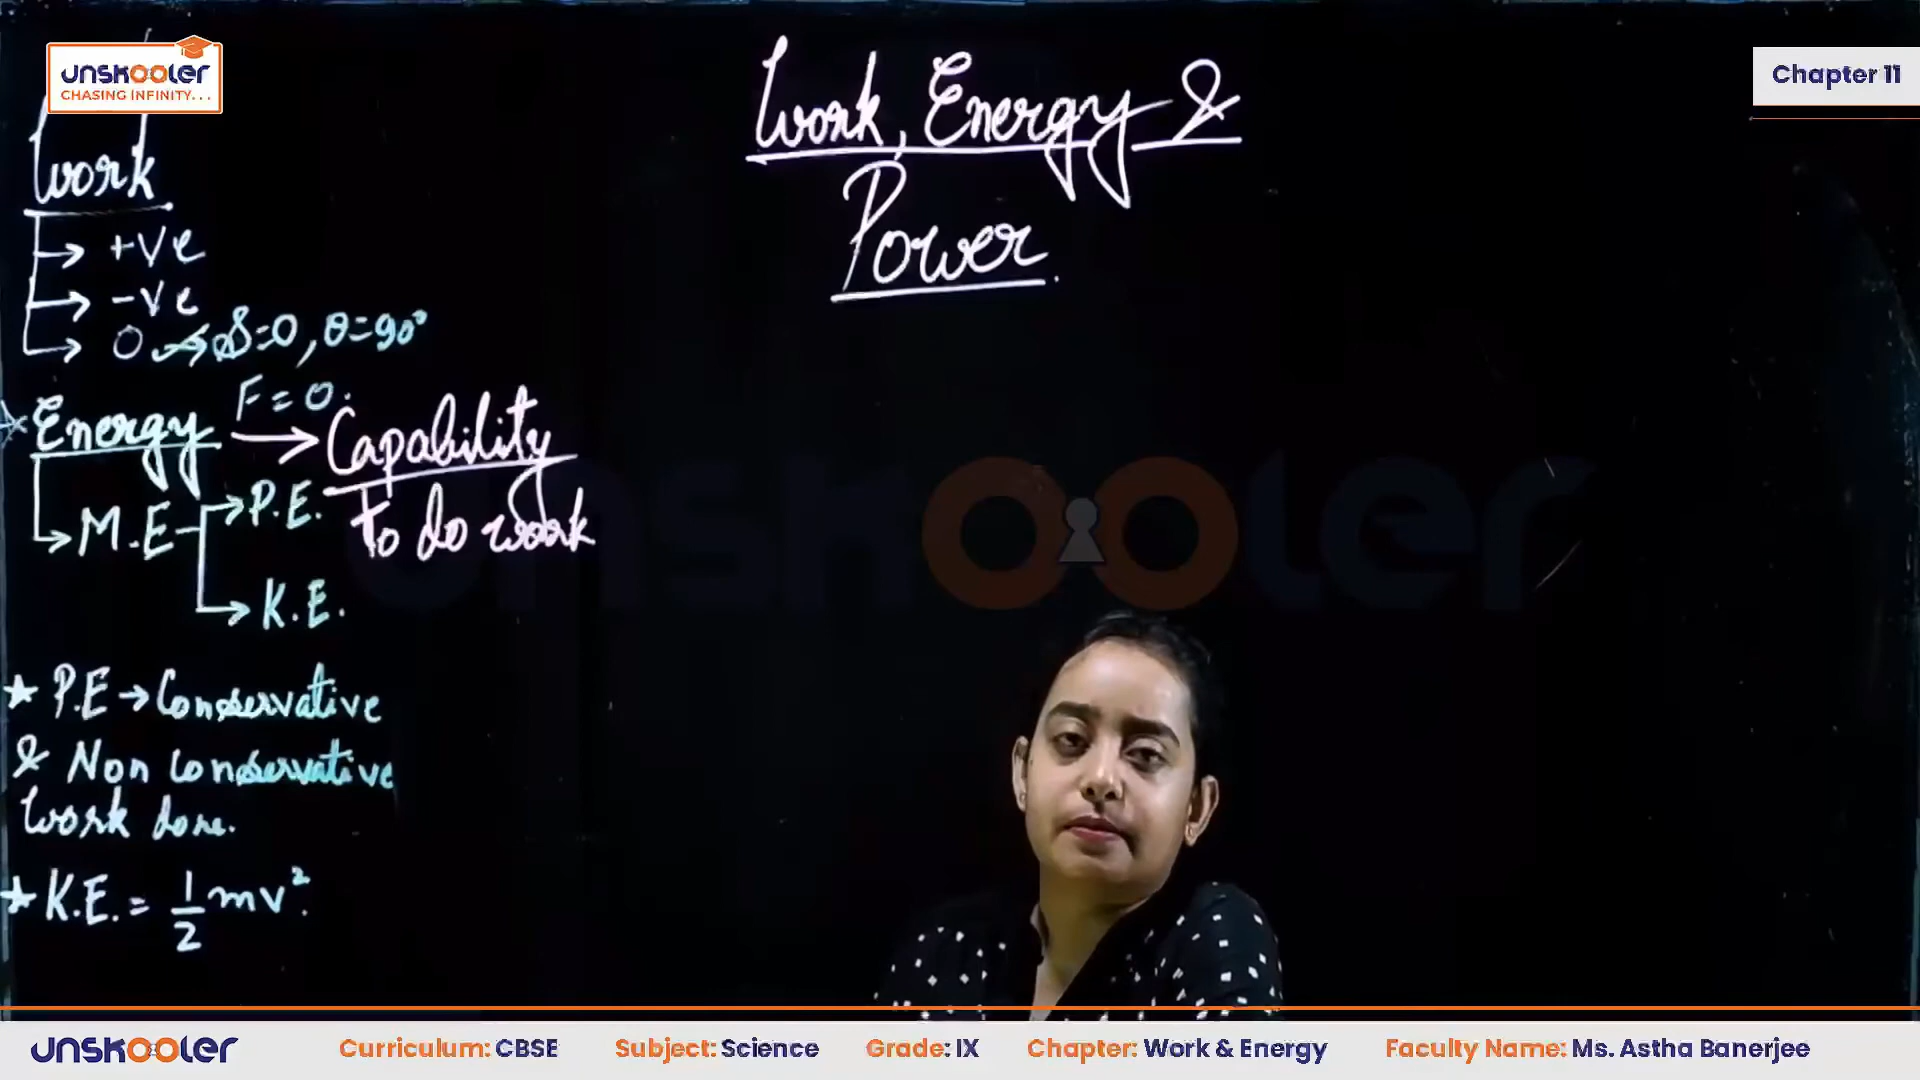 UNSKOOLER
CHASING INFINITY...
Chapter 11
Work, Energy &
Power.
Work
→ +Ve
→ -Ve
→ 0 → S=0, θ=90°
F=0.
Energy → Capability
To do work
→ M.E → P.E.
→ K.E.
★ P.E → Conservative
& Non conservative
Work done.
★ K.E. = 1/2 mv².
UNSKOOLER
UNSKOOLER Curriculum: CBSE Subject: Science Grade: IX Chapter: Work & Energy Faculty Name: Ms. Astha Banerjee